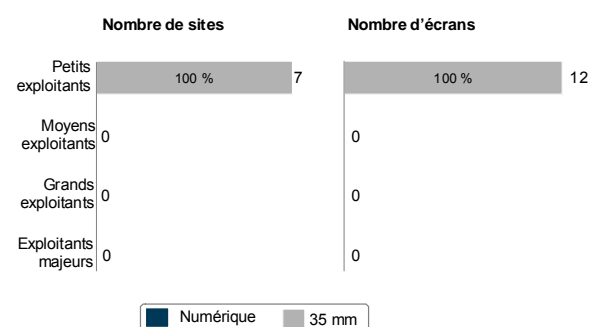 Nombre de sites
Nombre d'écrans
Petits
exploitants
100 %
7
100 %
12
Moyens
exploitants
0
0
Grands
exploitants
0
0
Exploitants
majeurs
0
0
Numérique
35 mm